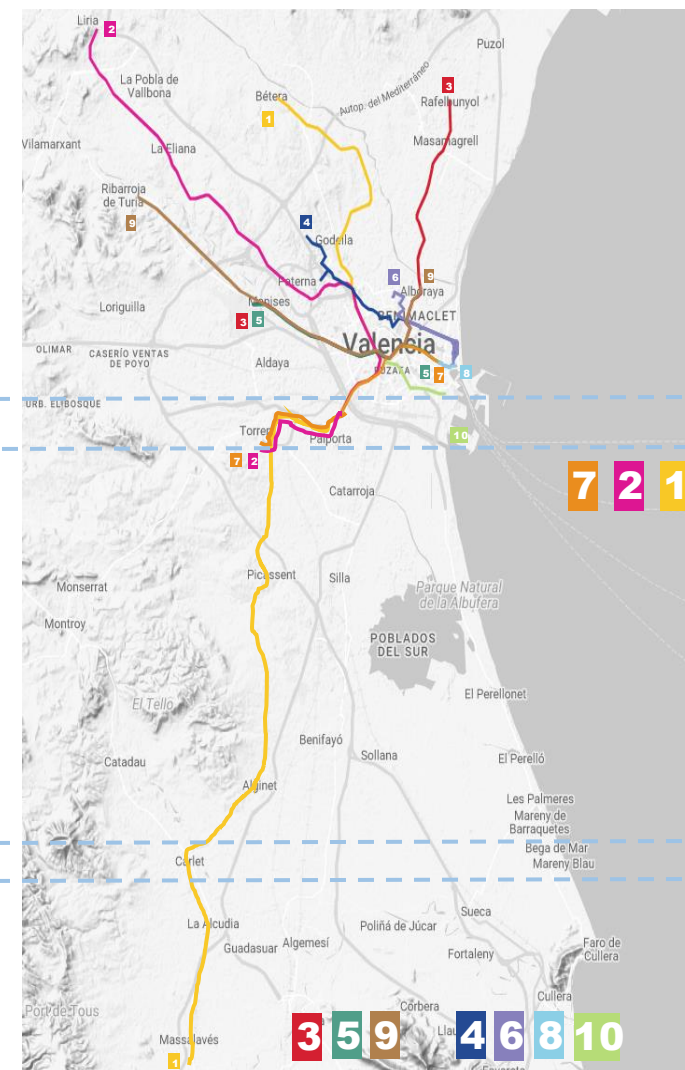 Liria 2
Puzol
La Pobla de
Vallbona
Bétera
1
Autop. del Mediterráneo
3
Rafelbunyol
Vilamarxant
La Eliana
Masamagrell
Ribarroja
de Turia
9
4
Godella
Paterna
6
9
Alboraya
BENIMACLET
Loriguilla
Manises
3 5
Valencia
OLIMAR
CASERÍO VENTAS
DE POYO
Aldaya
RUZAFA
5 7 8
URB. ELIBOSQUE
Torrent
Paiporta
10
7 2
7 2 1
Catarroja
Picassent
Silla
Monserrat
Parque Natural
de la Albufera
Montroy
POBLADOS
DEL SUR
El Tello
El Perellonet
Benifayó
Sollana
Catadau
El Perelló
Alginet
Les Palmeres
Mareny de
Barraquetes
Bega de Mar
Carlet
Mareny Blau
Sueca
La Alcudia
Poliñá de Júcar
Guadasuar
Algemesí
Faro de
Cullera
Fortaleny
Cullera
Port de Tous
Corbera
3 5 9 4 6 8 10
Massalavés
1